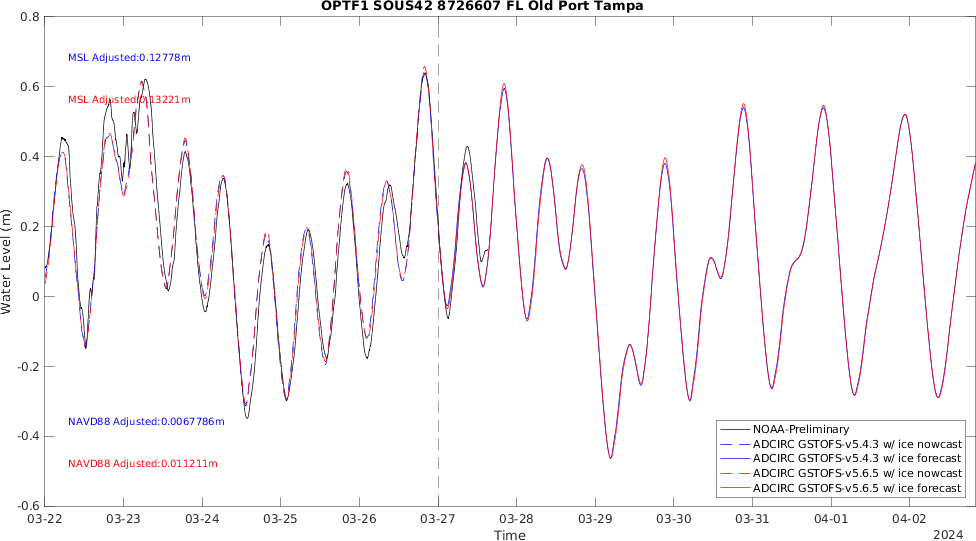 OPTF1 SOUS42 8726607 FL Old Port Tampa
0.8
0.6
0.4
0.2
0
-0.2
-0.4
-0.6
Water Level (m)
MSL Adjusted:0.12778m
MSL Adjusted:0.13221m
NAVD88 Adjusted:0.0067786m
NAVD88 Adjusted:0.011211m
NOAA-Preliminary
ADCIRC GSTOFS-v5.4.3 w/ ice nowcast
ADCIRC GSTOFS-v5.4.3 w/ ice forecast
ADCIRC GSTOFS-v5.6.5 w/ ice nowcast
ADCIRC GSTOFS-v5.6.5 w/ ice forecast
03-22 03-23 03-24 03-25 03-26 03-27 03-28 03-29 03-30 03-31 04-01 04-02
Time
2024